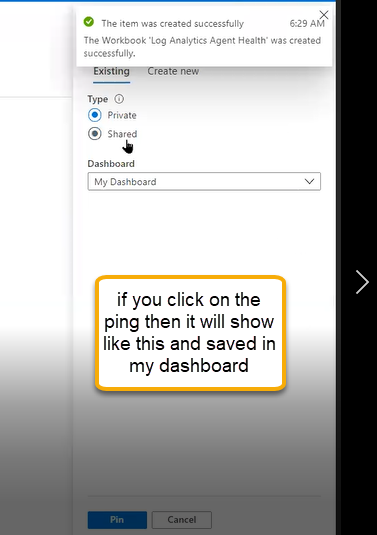 The item was created successfully
6:29 AM
The Workbook 'Log Analytics Agent Health' was created
successfully.
Existing
Create new
Type
Private
Shared
Dashboard
My Dashboard
if you click on the
ping then it will show
like this and saved in
my dashboard
Pin
Cancel